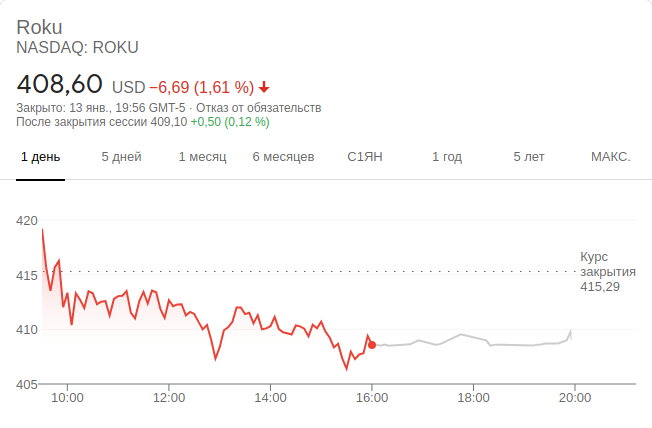 Roku
NASDAQ: ROKU
408,60 USD −6,69 (1,61 %)
Закрыто: 13 янв., 19:56 GMT-5 · Отказ от обязательств
После закрытия сессии 409,10 +0,50 (0,12 %)
1 день 5 дней 1 месяц 6 месяцев С1ЯН 1 год 5 лет МАКС.
420
415
410
405
Курс
закрытия
415,29
10:00 12:00 14:00 16:00 18:00 20:00